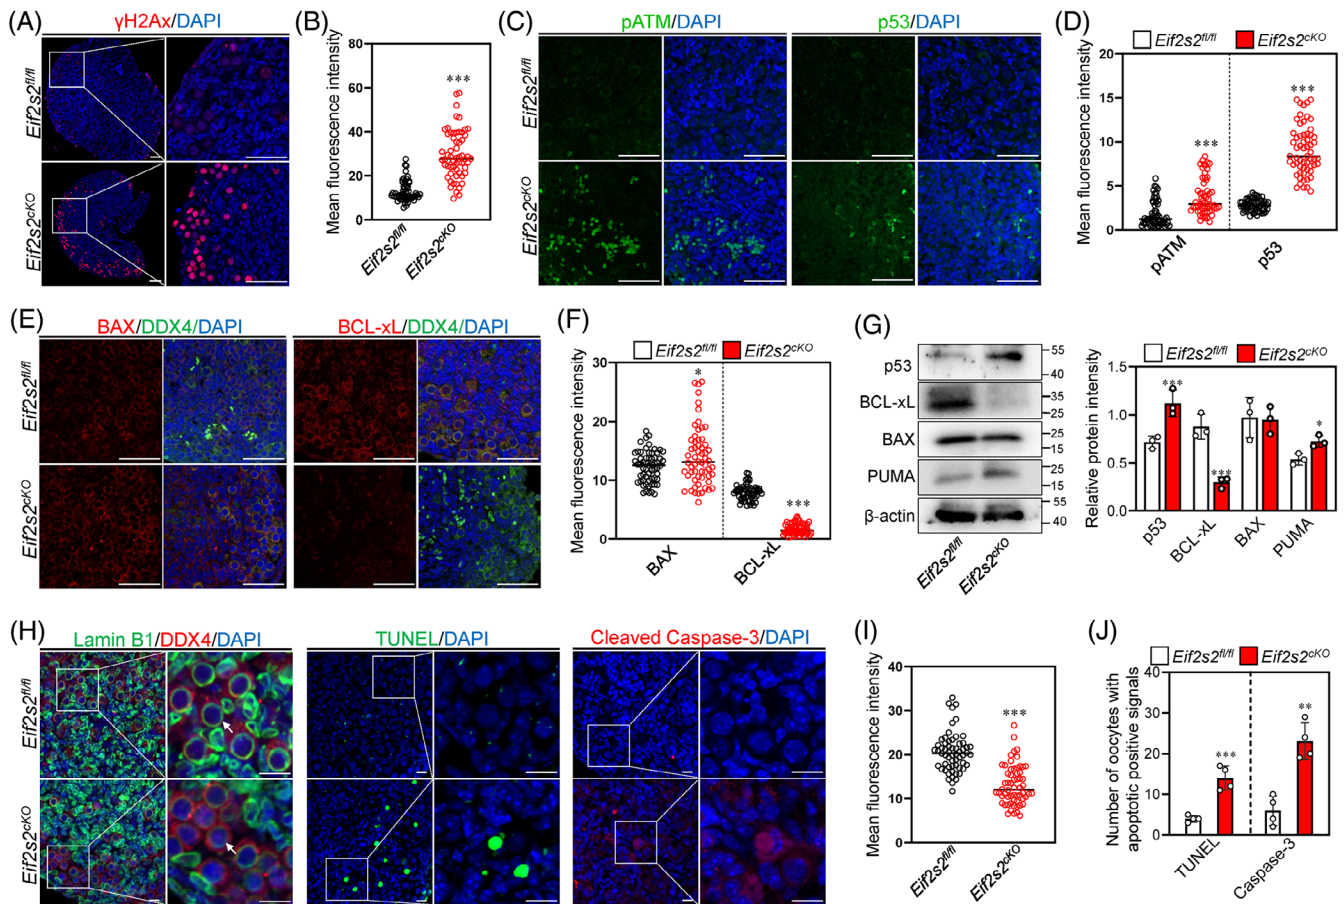 (A)
γH2Ax/DAPI
Eif2s2fl/fl
Eif2s2cKO
(B)
Mean fluorescence intensity
80
60
40
20
0
***
Eif2s2fl/fl
Eif2s2cKO
(C)
pATM/DAPI
p53/DAPI
Eif2s2fl/fl
Eif2s2cKO
(D)
Eif2s2fl/fl
Eif2s2cKO
Mean fluorescence intensity
20
15
10
5
0
***
***
pATM
p53
(E)
BAX/DDX4/DAPI
BCL-xL/DDX4/DAPI
Eif2s2fl/fl
Eif2s2cKO
(F)
Eif2s2fl/fl
Eif2s2cKO
Mean fluorescence intensity
30
20
10
0
*
***
BAX
BCL-xL
(G)
p53
55
40
BCL-xL
35
25
BAX
25
15
PUMA
25
15
β-actin
55
40
Eif2s2fl/fl
Eif2s2cKO
Eif2s2fl/fl
Eif2s2cKO
Relative protein intensity
1.5
1.0
0.5
0.0
***
***
*
p53
BCL-xL
BAX
PUMA
(H)
Lamin B1/DDX4/DAPI
TUNEL/DAPI
Cleaved Caspase-3/DAPI
Eif2s2fl/fl
Eif2s2cKO
(I)
Mean fluorescence intensity
40
30
20
10
0
***
Eif2s2fl/fl
Eif2s2cKO
(J)
Eif2s2fl/fl
Eif2s2cKO
Number of oocytes with
apoptotic positive signals
40
30
20
10
0
***
**
TUNEL
Caspase-3